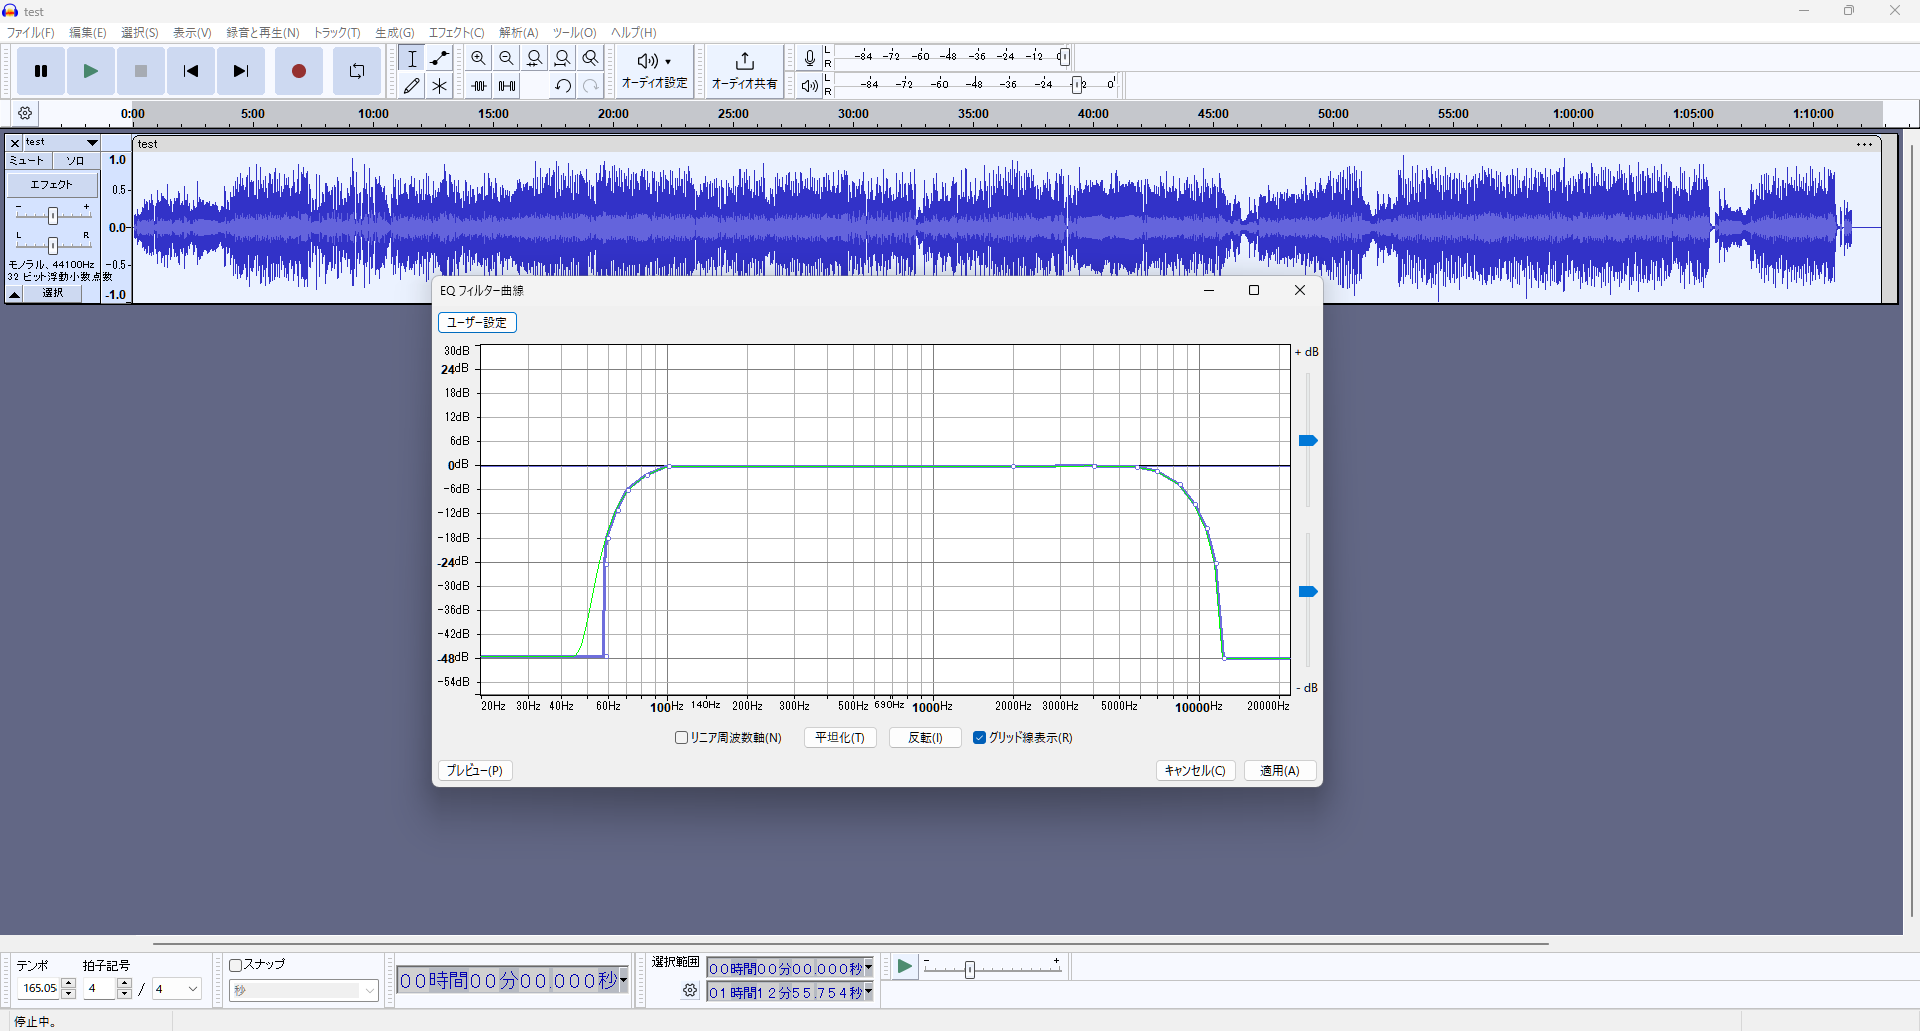 test
ファイル(F) 編集(E) 選択(S) 表示(V) 録音と再生(N) トラック(T) 生成(G) エフェクト(C) 解析(A) ツール(O) ヘルプ(H)
オーディオ設定 オーディオ共有
L R -84 -72 -60 -48 -36 -24 -12 0
L R -84 -72 -60 -48 -36 -24 -12 0
0:00 5:00 10:00 15:00 20:00 25:00 30:00 35:00 40:00 45:00 50:00 55:00 1:00:00 1:05:00 1:10:00
test
test
ミュート ソロ
エフェクト
- +
L R
モノラル、44100Hz
32 ビット浮動小数点数
選択
1.0
0.5-
0.0-
-0.5-
-1.0
EQ フィルター曲線
ユーザー設定
30dB
24dB
18dB
12dB
6dB
0dB
-6dB
-12dB
-18dB
-24dB
-30dB
-36dB
-42dB
-48dB
-54dB
+ dB
- dB
20Hz 30Hz 40Hz 60Hz 100Hz 140Hz 200Hz 300Hz 500Hz 690Hz 1000Hz 2000Hz 3000Hz 5000Hz 10000Hz 20000Hz
リニア周波数軸(N) 平坦化(T) 反転(I) グリッド線表示(R)
プレビュー(P) キャンセル(C) 適用(A)
テンポ 拍子記号
165.05 4 / 4
スナップ
秒
00時間00分00.000秒
選択範囲
00時間00分00.000秒
01時間12分55.754秒
- +
停止中。